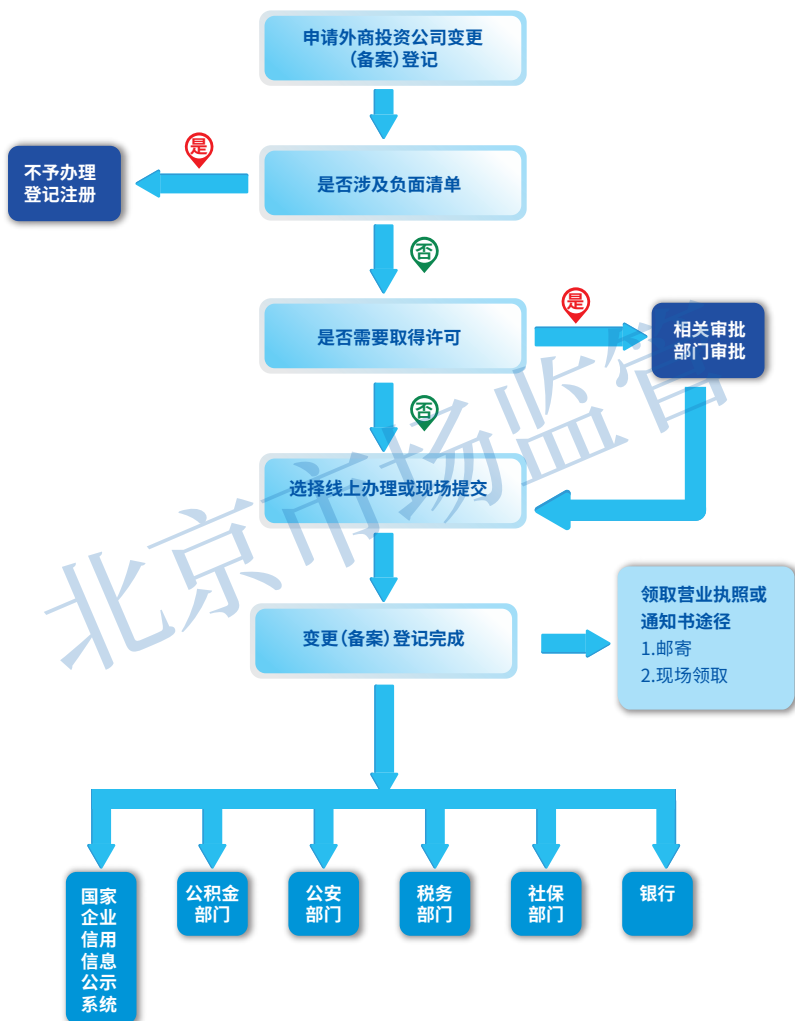 申请外商投资公司变更
（备案）登记
是
不予办理
登记注册
是否涉及负面清单
否
是否需要取得许可
是
相关审批
部门审批
否
选择线上办理或现场提交
变更（备案）登记完成
领取营业执照或
通知书途径
1.邮寄
2.现场领取
国家
企业
信用
信息
公示
系统
公积金
部门
公安
部门
税务
部门
社保
部门
银行
北京市场监管